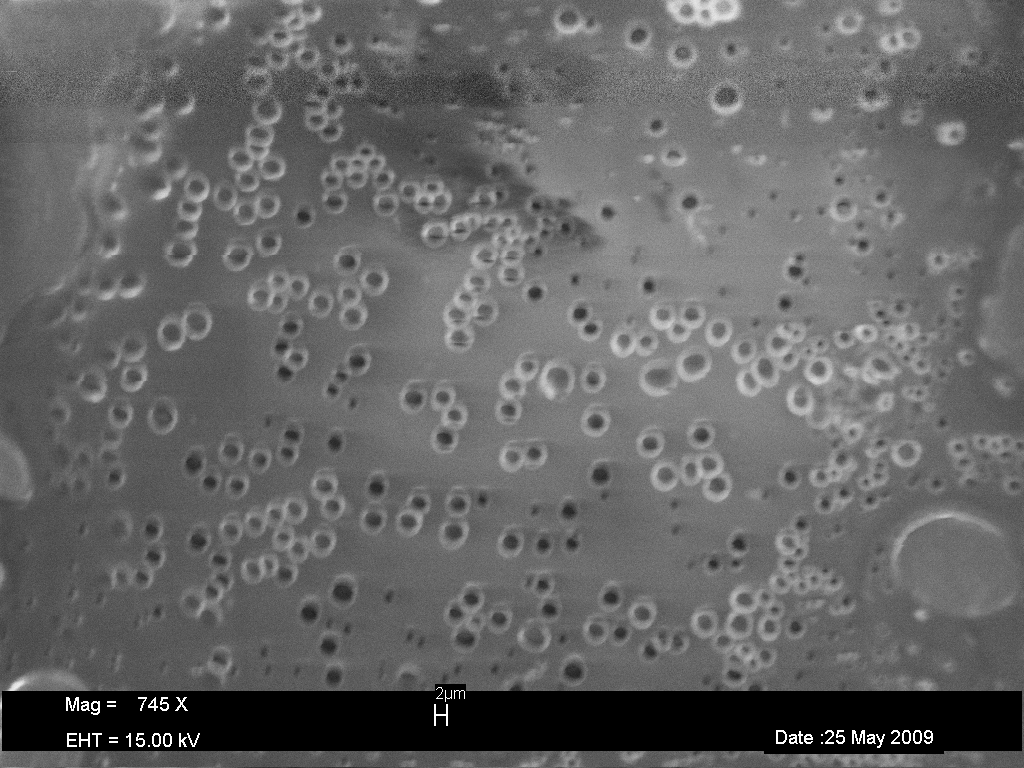 Mag = 745 X
2µm
EHT = 15.00 kV
Date :25 May 2009